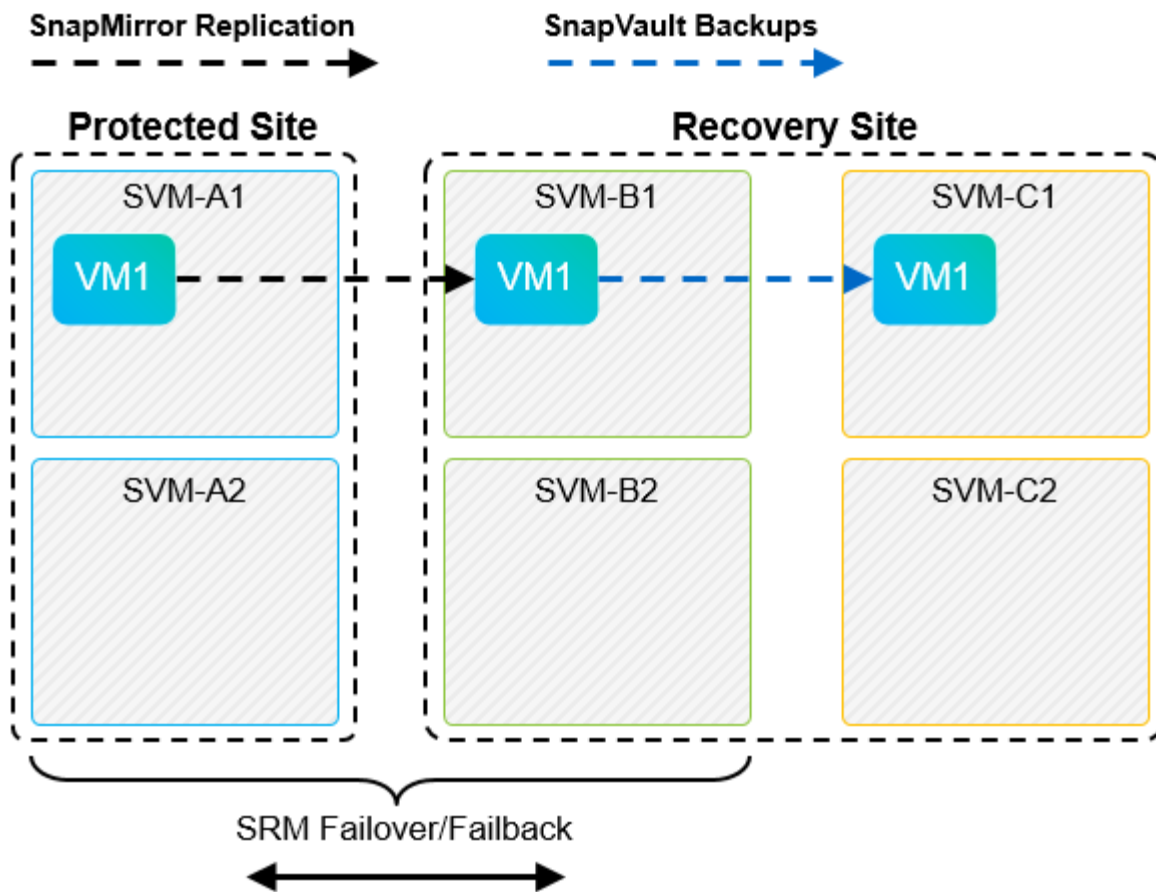 SnapMirror Replication
SnapVault Backups
Protected Site
Recovery Site
SVM-A1
SVM-B1
SVM-C1
VM1
VM1
VM1
SVM-A2
SVM-B2
SVM-C2
SRM Failover/Failback